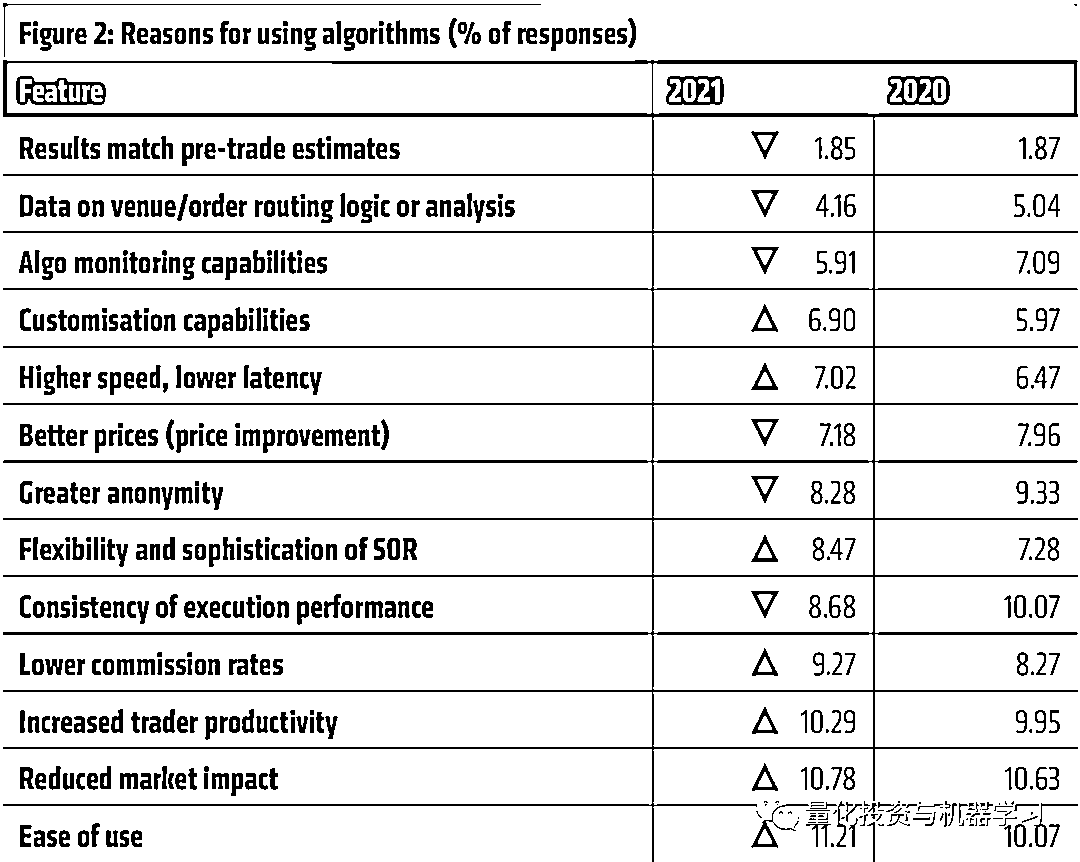 Figure 2: Reasons for using algorithms (% of responses)
Feature 2021 2020
Results match pre-trade estimates ▽ 1.85 1.87
Data on venue/order routing logic or analysis ▽ 4.16 5.04
Algo monitoring capabilities ▽ 5.91 7.09
Customisation capabilities △ 6.90 5.97
Higher speed, lower latency △ 7.02 6.47
Better prices (price improvement) ▽ 7.18 7.96
Greater anonymity ▽ 8.28 9.33
Flexibility and sophistication of SOR △ 8.47 7.28
Consistency of execution performance ▽ 8.68 10.07
Lower commission rates △ 9.27 8.27
Increased trader productivity △ 10.29 9.95
Reduced market impact △ 10.78 10.63
量化投资与机器学习
Ease of use △ 11.21 10.07